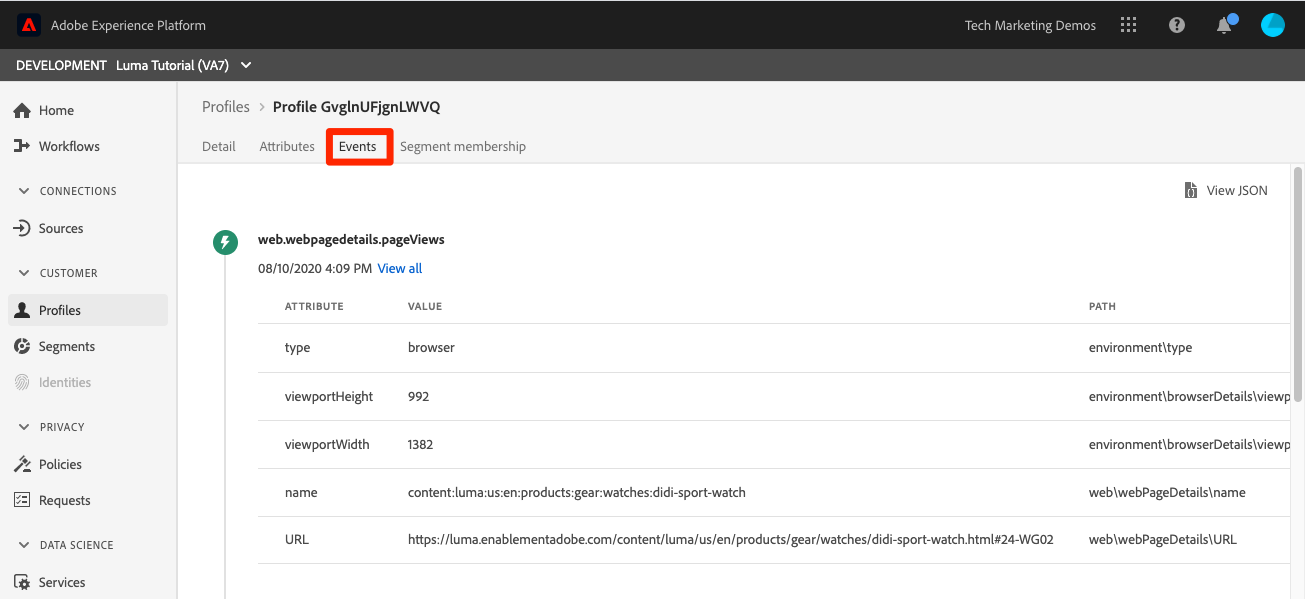 Adobe Experience Platform
Tech Marketing Demos
DEVELOPMENT Luma Tutorial (VA7)
Home
Workflows
CONNECTIONS
Sources
CUSTOMER
Profiles
Segments
Identities
PRIVACY
Policies
Requests
DATA SCIENCE
Services
Profiles > Profile GvglnUFjgnLWVQ
Detail Attributes Events Segment membership
View JSON
web.webpagedetails.pageViews
08/10/2020 4:09 PM View all
ATTRIBUTE VALUE PATH
type browser environment\type
viewportHeight 992 environment\browserDetails\viewp
viewportWidth 1382 environment\browserDetails\viewp
name content:luma:us:en:products:gear:watches:didi-sport-watch web\webPageDetails\name
URL https://luma.enablementadobe.com/content/luma/us/en/products/gear/watches/didi-sport-watch.html#24-WG02 web\webPageDetails\URL